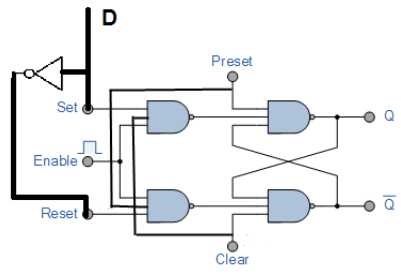 D
Preset
Set
Q
Enable
Reset
Q̅
Clear